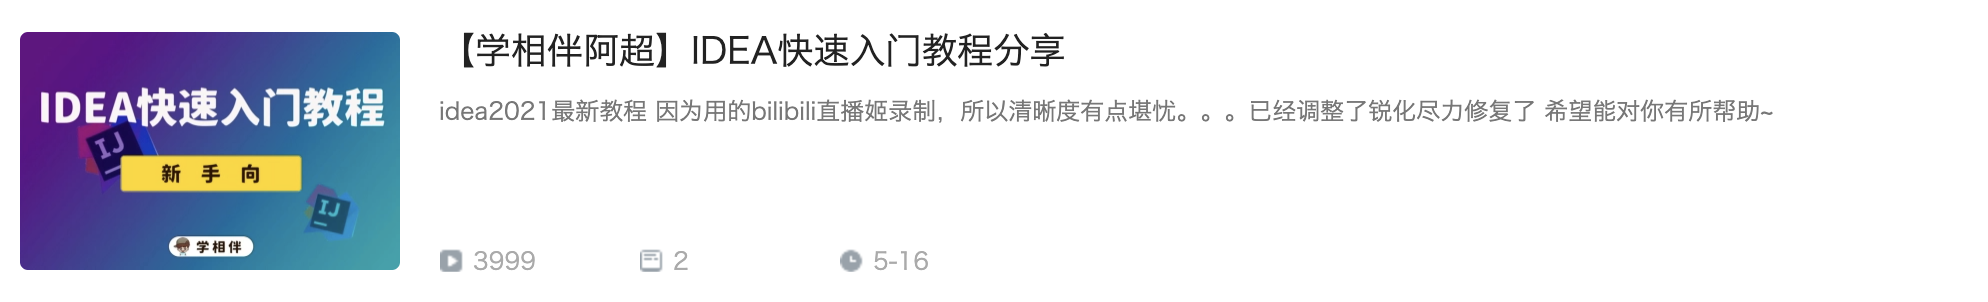 IDEA快速入门教程
IJ
新手向
IJ
学相伴
【学相伴阿超】IDEA快速入门教程分享
idea2021最新教程 因为用的bilibili直播姬录制，所以清晰度有点堪忧。。。已经调整了锐化尽力修复了 希望能对你有所帮助~
3999 2 5-16